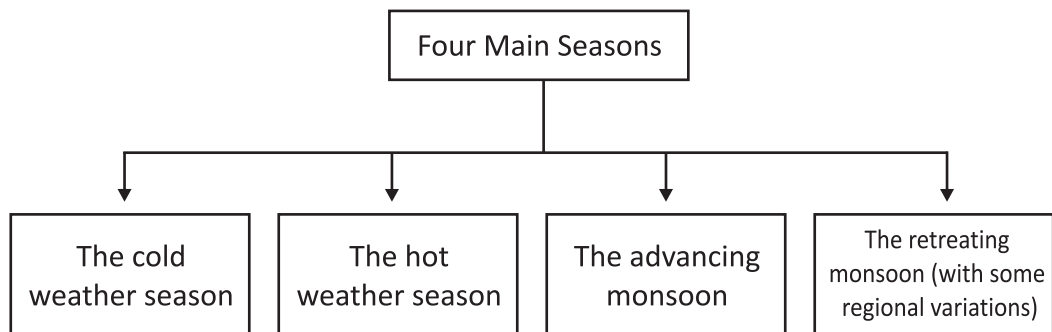 Four Main Seasons
The cold
weather season
The hot
weather season
The advancing
monsoon
The retreating
monsoon (with some
regional variations)